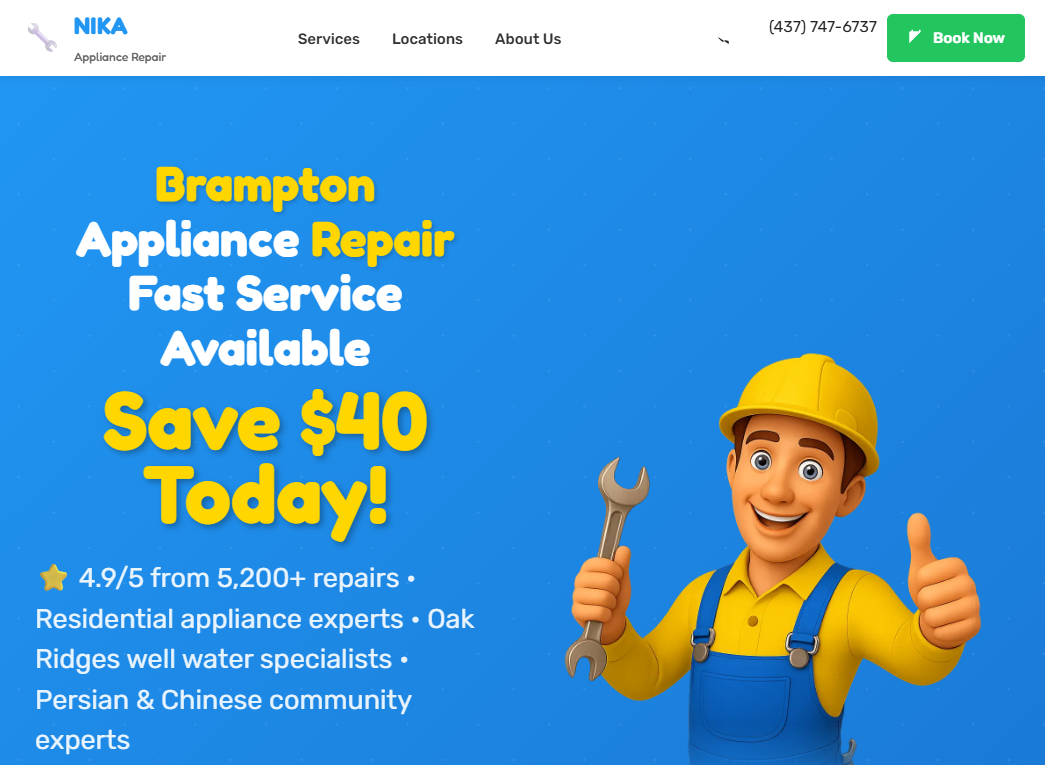 NIKA
Appliance Repair
Services
Locations
About Us
(437) 747-6737
Book Now
Brampton
Appliance Repair
Fast Service
Available
Save $40
Today!
4.9/5 from 5,200+ repairs •
Residential appliance experts • Oak
Ridges well water specialists •
Persian & Chinese community
experts